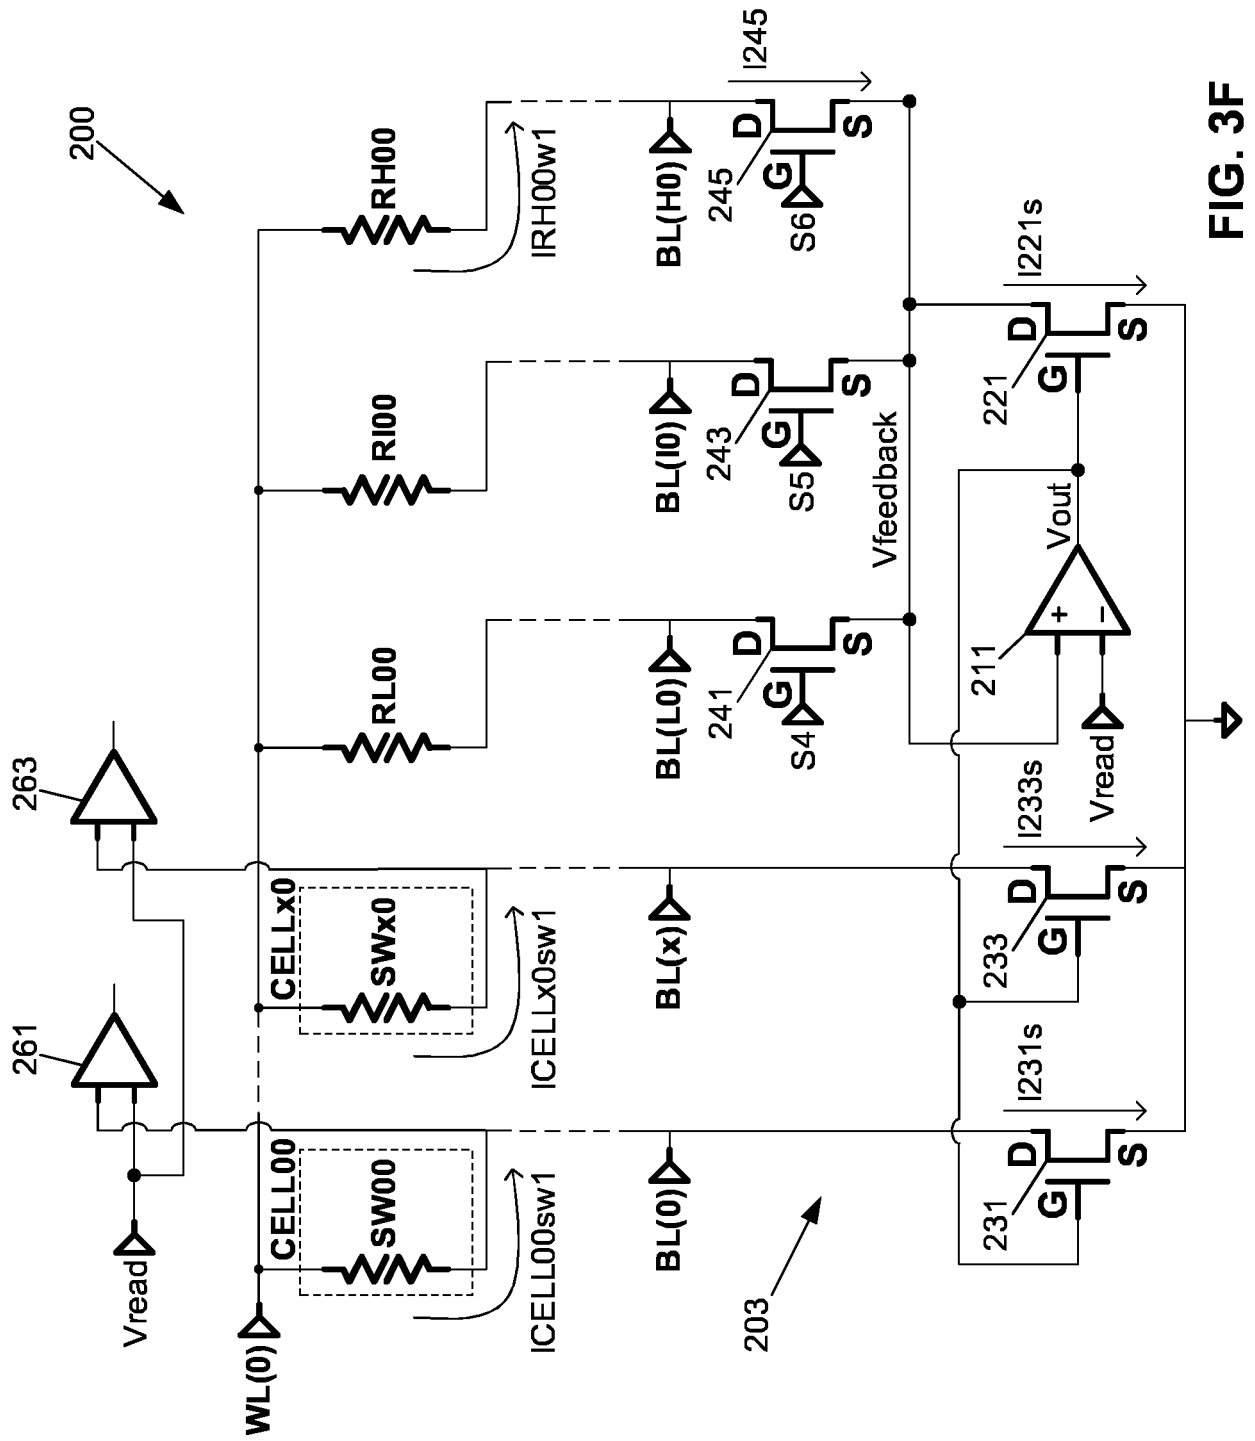 200
261
263
Vread
WL(0)
CELL00
SW00
CELLx0
SWx0
RL00
RI00
RH00
ICELL00sw1
ICELLx0sw1
IRH00w1
203
BL(0)
BL(x)
BL(L0)
BL(I0)
BL(H0)
241
D
G
S
S4
243
D
G
S
S5
245
D
G
S
S6
I245
Vfeedback
231
D
G
S
I231s
233
D
G
S
I233s
Vread
211
+
−
Vout
221
D
G
S
I221s
FIG. 3F